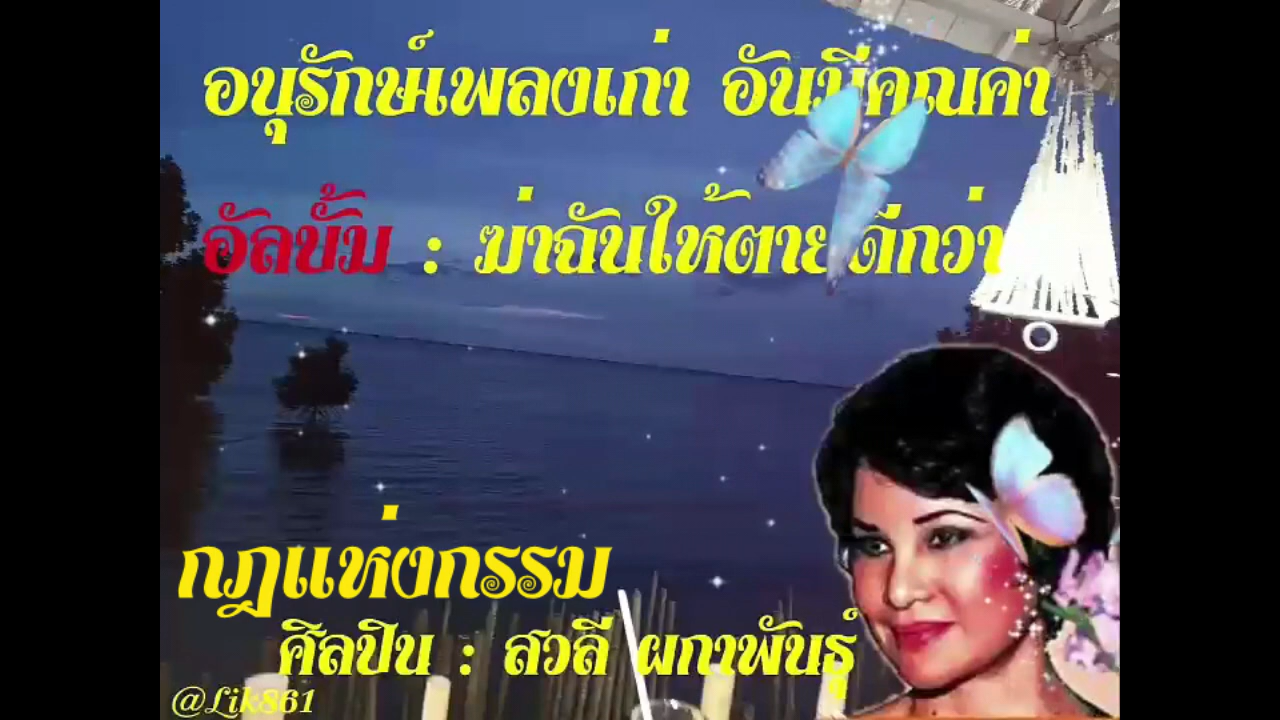 อนุรักษ์เพลงเก่า อันมีคุณค่า
อัลบั้ม : ฆ่าฉันให้ตายดีกว่า
กฎแห่งกรรม
ศิลปิน : สวลี ผกาพันธุ์
@Lik861